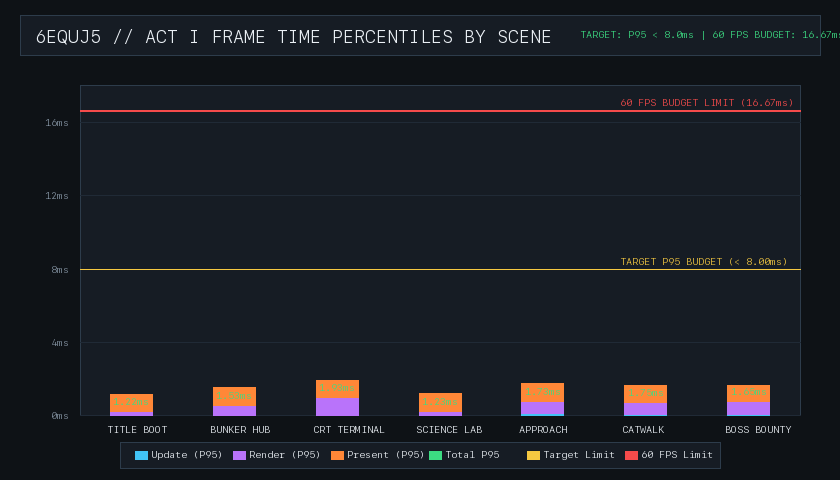 6EQUJ5 // ACT I FRAME TIME PERCENTILES BY SCENE
TARGET: P95 < 8.0ms | 60 FPS BUDGET: 16.67ms
60 FPS BUDGET LIMIT (16.67ms)
16ms
12ms
TARGET P95 BUDGET (< 8.00ms)
8ms
4ms
0ms
TITLE BOOT BUNKER HUB CRT TERMINAL SCIENCE LAB APPROACH CATWALK BOSS BOUNTY
Update (P95) Render (P95) Present (P95) Total P95 Target Limit 60 FPS Limit